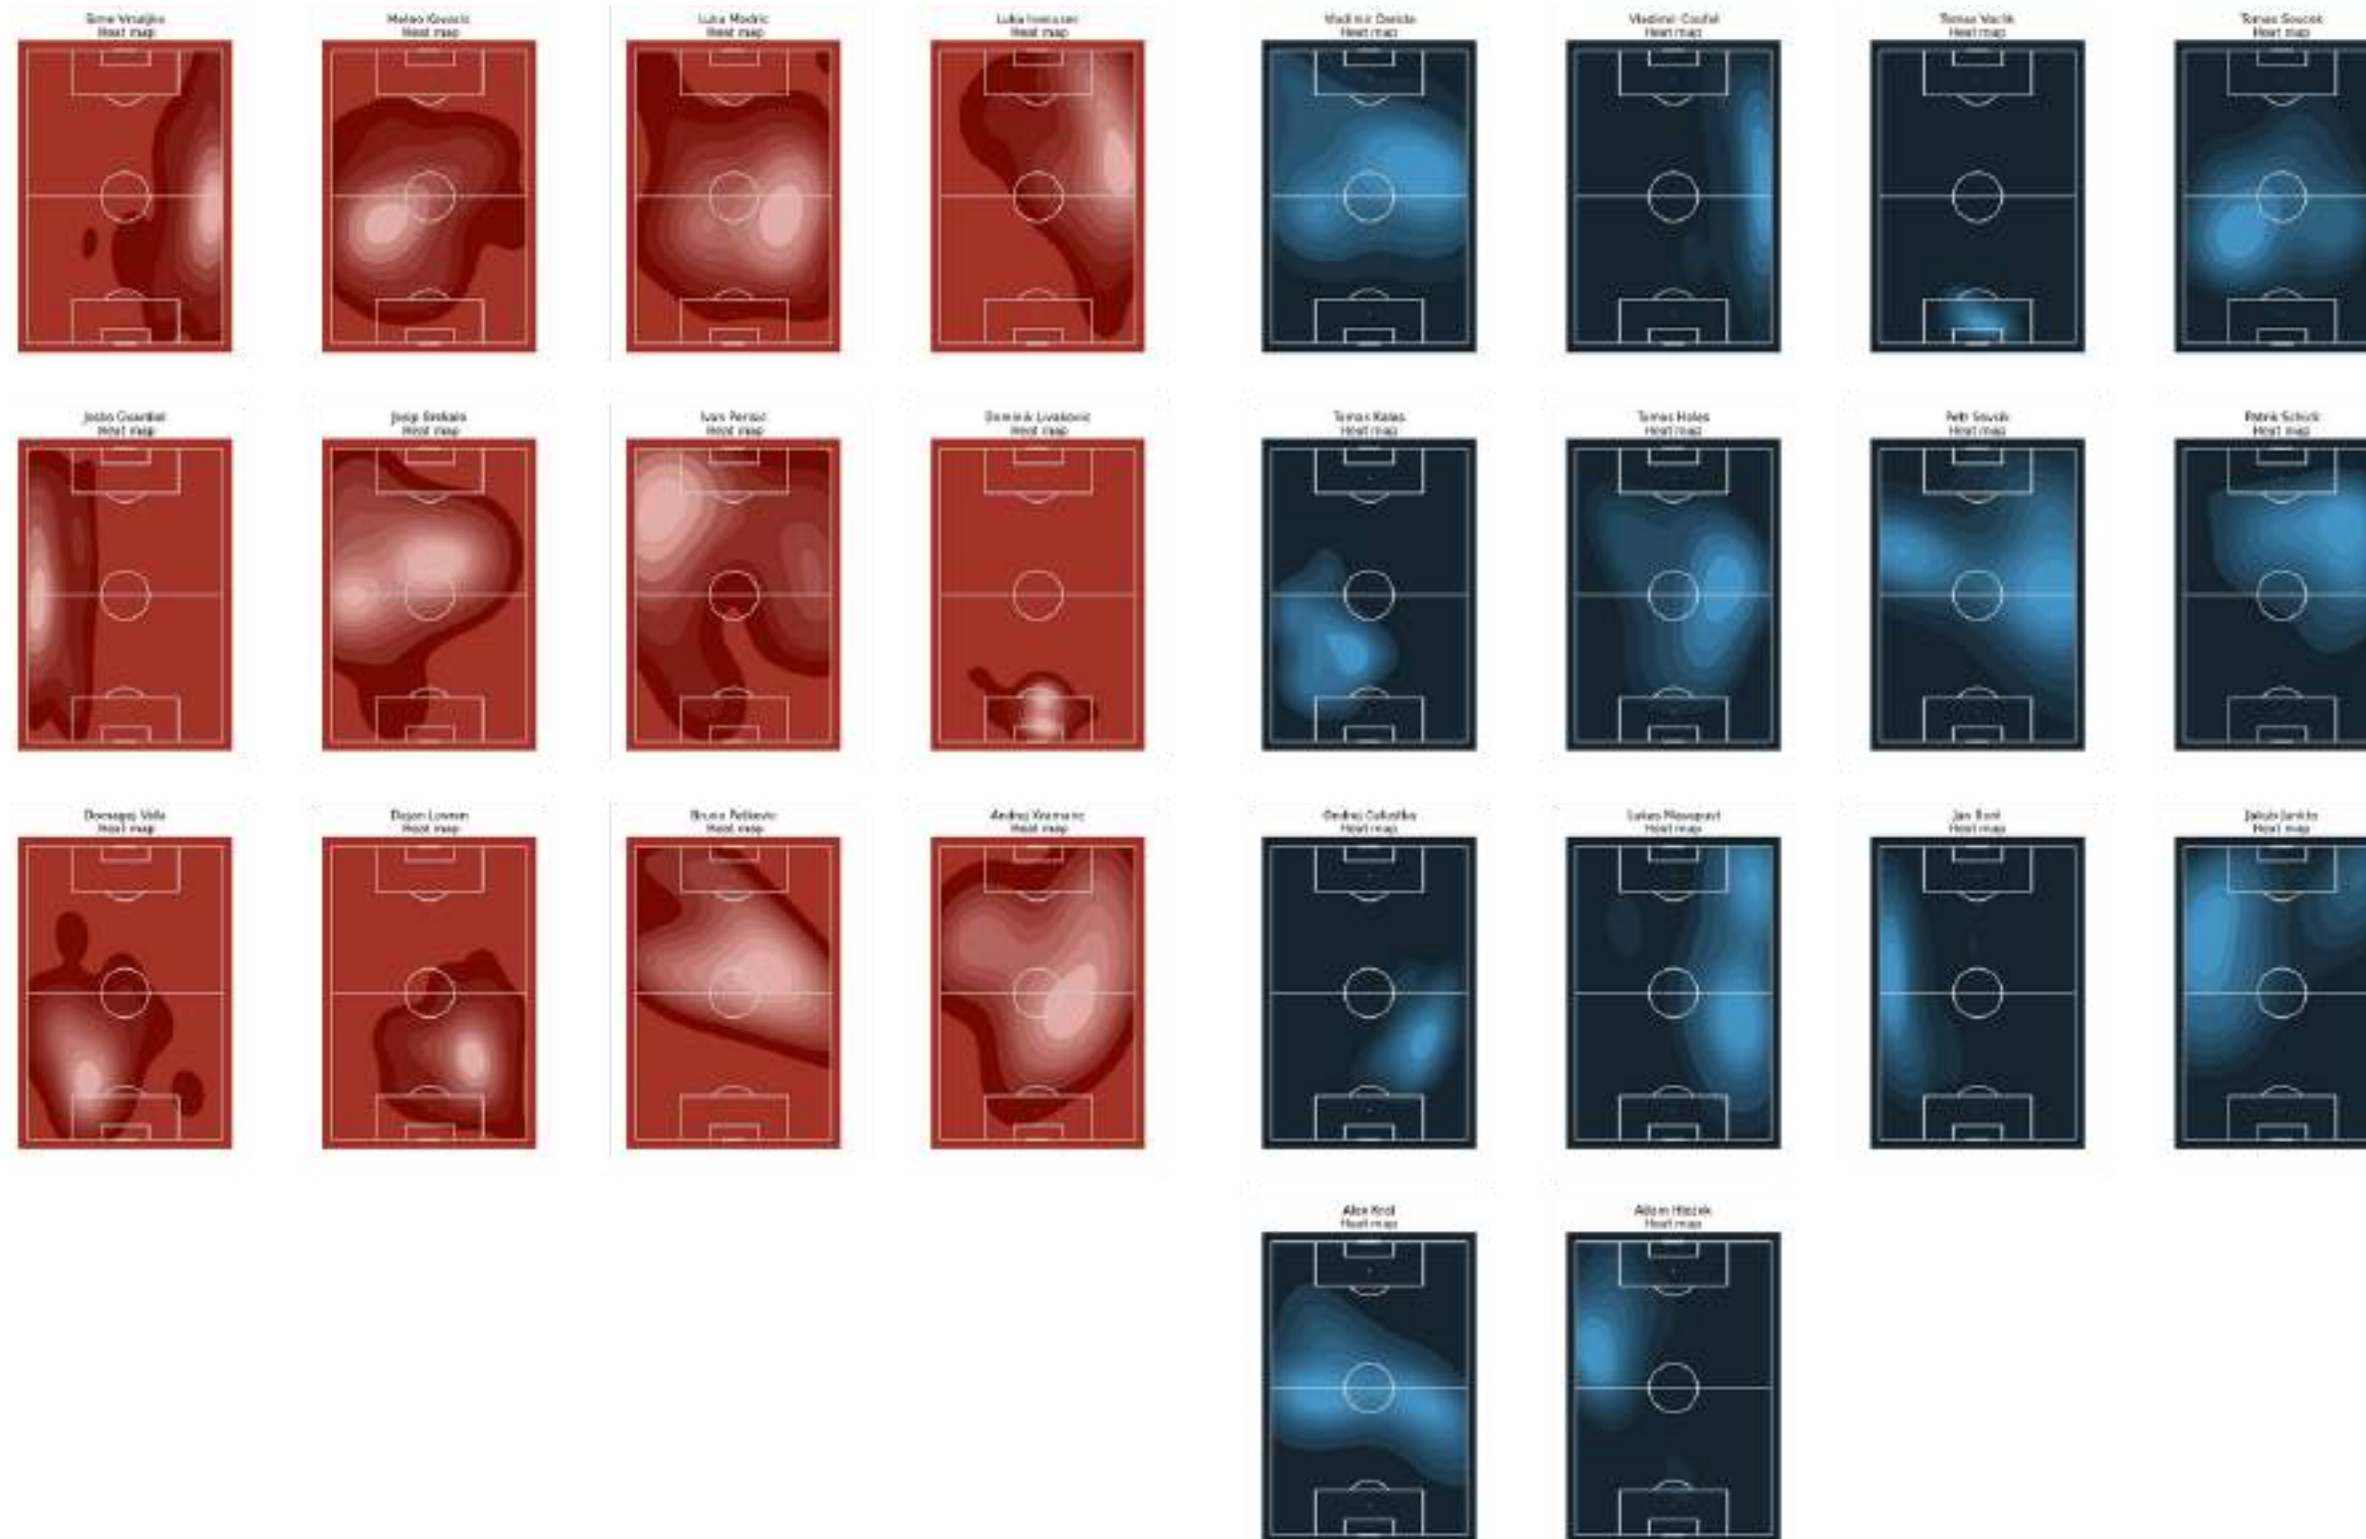 Sime Vrsaljko
Heat map
Mateo Kovacic
Heat map
Luka Modric
Heat map
Luka Ivanusec
Heat map
Vladimir Darida
Heat map
Vladimir Coufal
Heat map
Tomas Vaclik
Heat map
Tomas Soucek
Heat map
Josko Gvardiol
Heat map
Josip Brekalo
Heat map
Ivan Perisic
Heat map
Dominik Livakovic
Heat map
Tomas Kalas
Heat map
Tomas Holes
Heat map
Petr Sevcik
Heat map
Patrik Schick
Heat map
Domagoj Vida
Heat map
Dejan Lovren
Heat map
Bruno Petkovic
Heat map
Andrej Kramaric
Heat map
Ondrej Celustka
Heat map
Lukas Masopust
Heat map
Jan Boril
Heat map
Jakub Jankto
Heat map
Alex Kral
Heat map
Adam Hlozek
Heat map